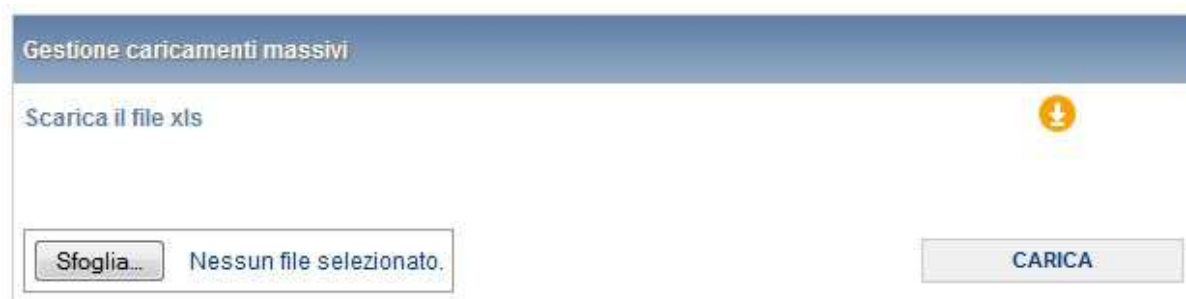 Gestione caricamenti massivi
Scarica il file xls
Sfoglia... Nessun file selezionato. CARICA